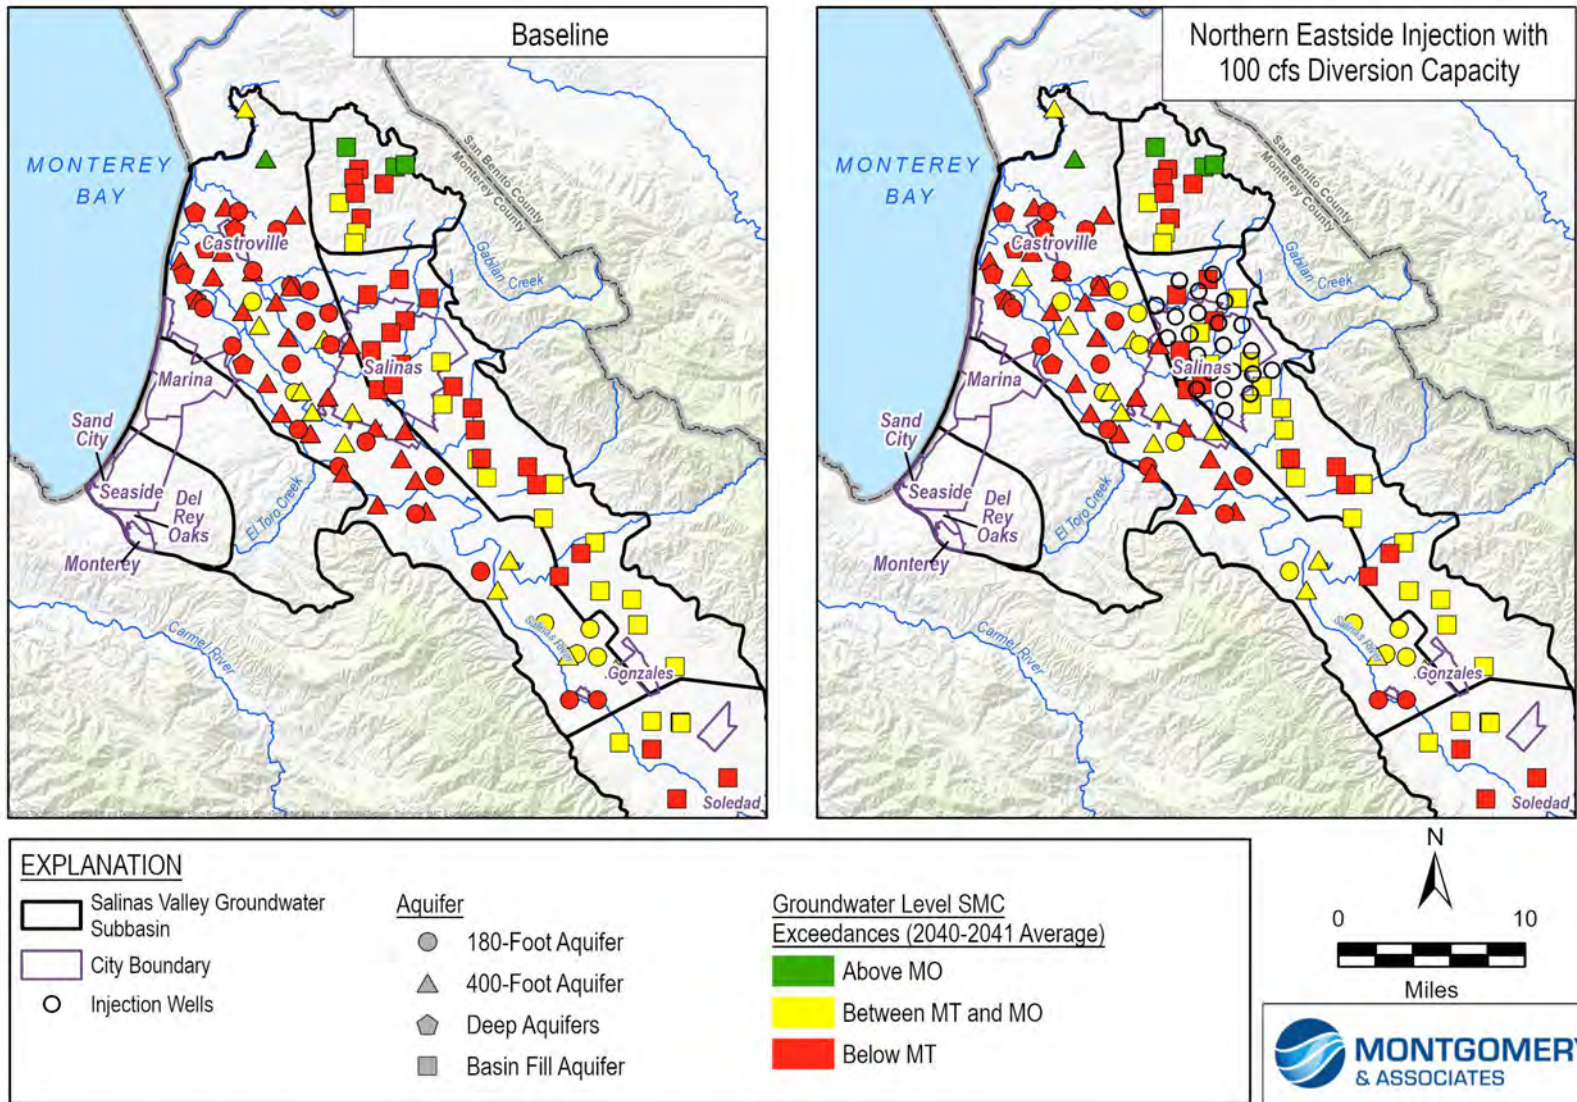 Baseline
MONTEREY
BAY
San Benito County
Monterey County
Castroville
Gabilan
Creek
Marina
Salinas
Sand
City
Seaside
Del
Rey
Oaks
El Toro Creek
Monterey
Carmel River
Salinas River
Gonzales
Soledad
Northern Eastside Injection with
100 cfs Diversion Capacity
MONTEREY
BAY
San Benito County
Monterey County
Castroville
Gabilan
Creek
Marina
Salinas
Sand
City
Seaside
Del
Rey
Oaks
El Toro Creek
Monterey
Carmel River
Salinas River
Gonzales
Soledad
EXPLANATION
Salinas Valley Groundwater
Subbasin
City Boundary
Injection Wells
Aquifer
180-Foot Aquifer
400-Foot Aquifer
Deep Aquifers
Basin Fill Aquifer
Groundwater Level SMC
Exceedances (2040-2041 Average)
Above MO
Between MT and MO
Below MT
N
0 10
Miles
MONTGOMERY
& ASSOCIATES